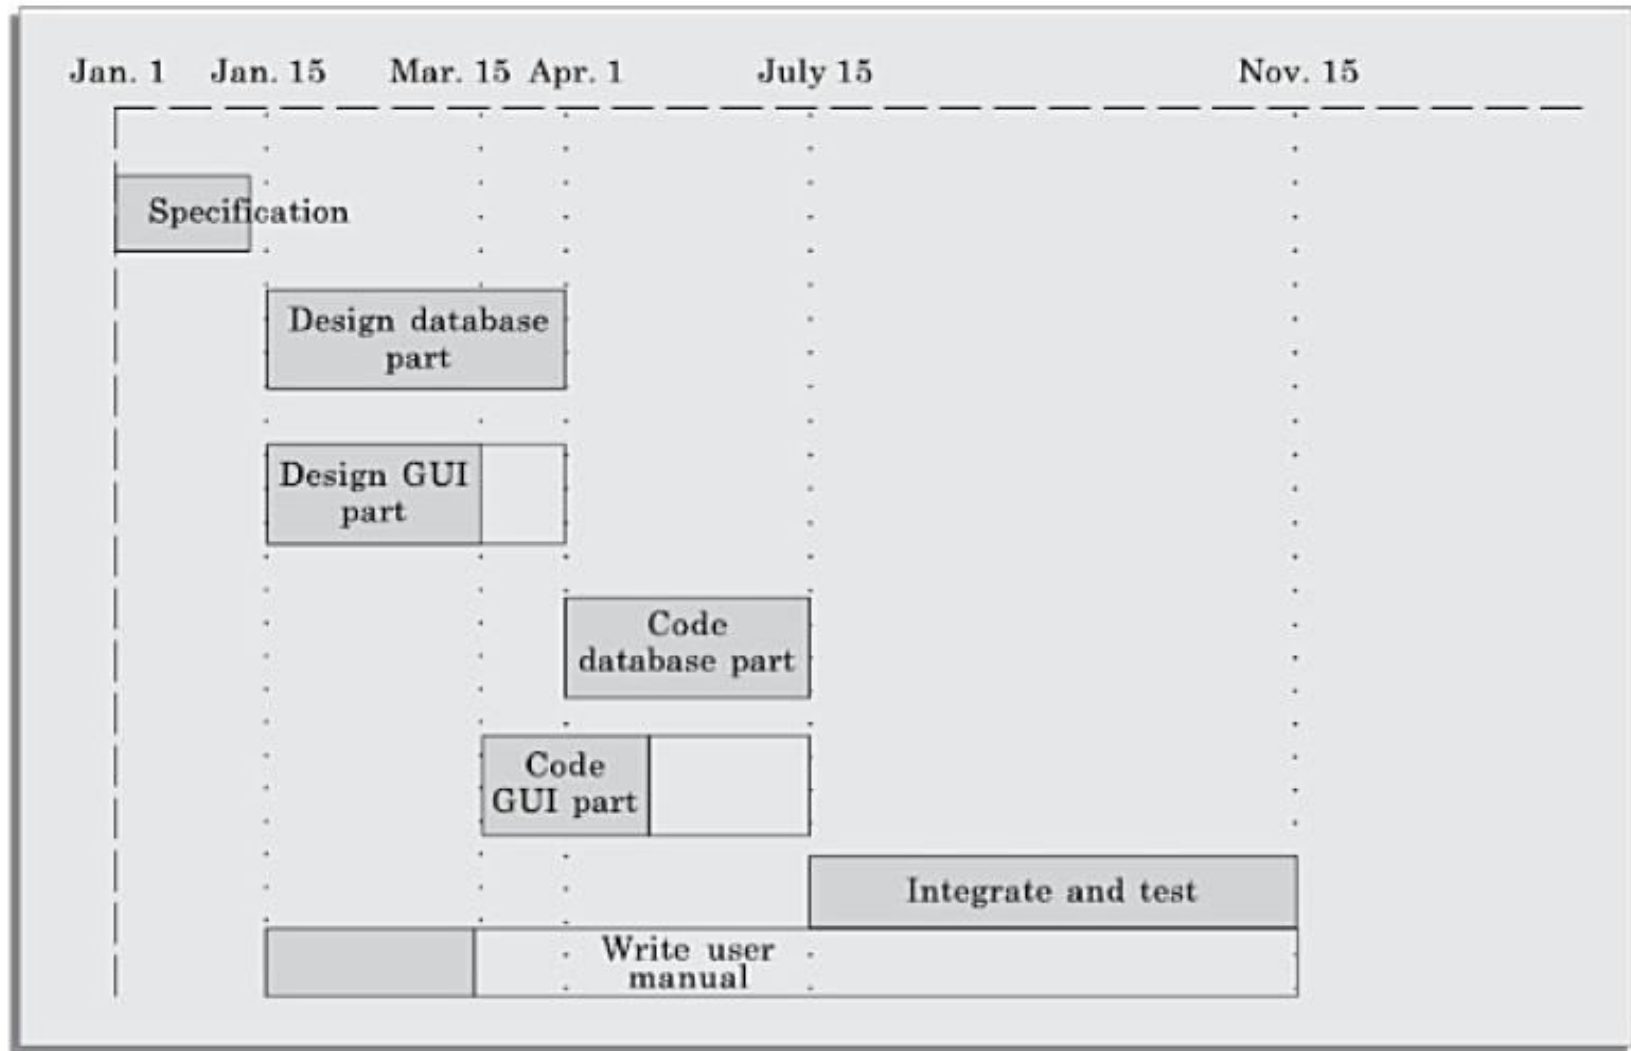 Jan. 1 Jan. 15 Mar. 15 Apr. 1 July 15 Nov. 15
Specification
Design database
part
Design GUI
part
Code
database part
Code
GUI part
Integrate and test
Write user
manual